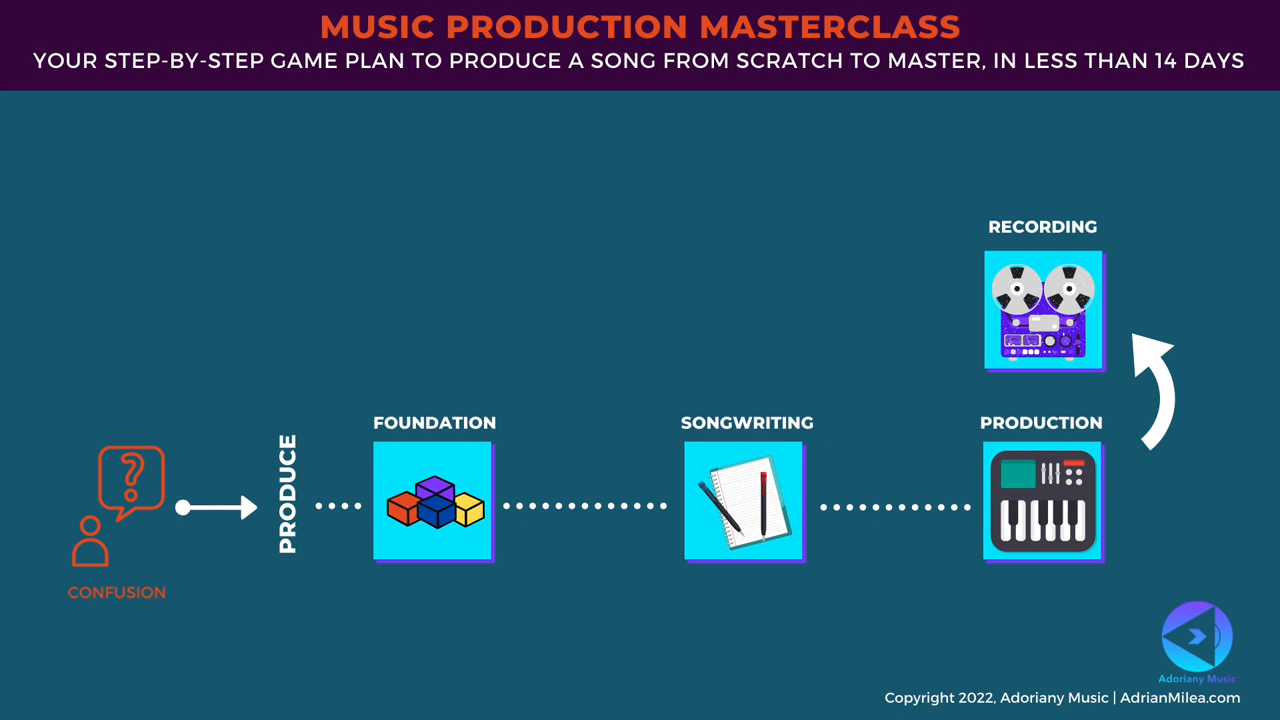 MUSIC PRODUCTION MASTERCLASS
YOUR STEP-BY-STEP GAME PLAN TO PRODUCE A SONG FROM SCRATCH TO MASTER, IN LESS THAN 14 DAYS
RECORDING
FOUNDATION
SONGWRITING
PRODUCTION
PRODUCE
?
CONFUSION
Adoriany Music
Copyright 2022, Adoriany Music | AdrianMilea.com